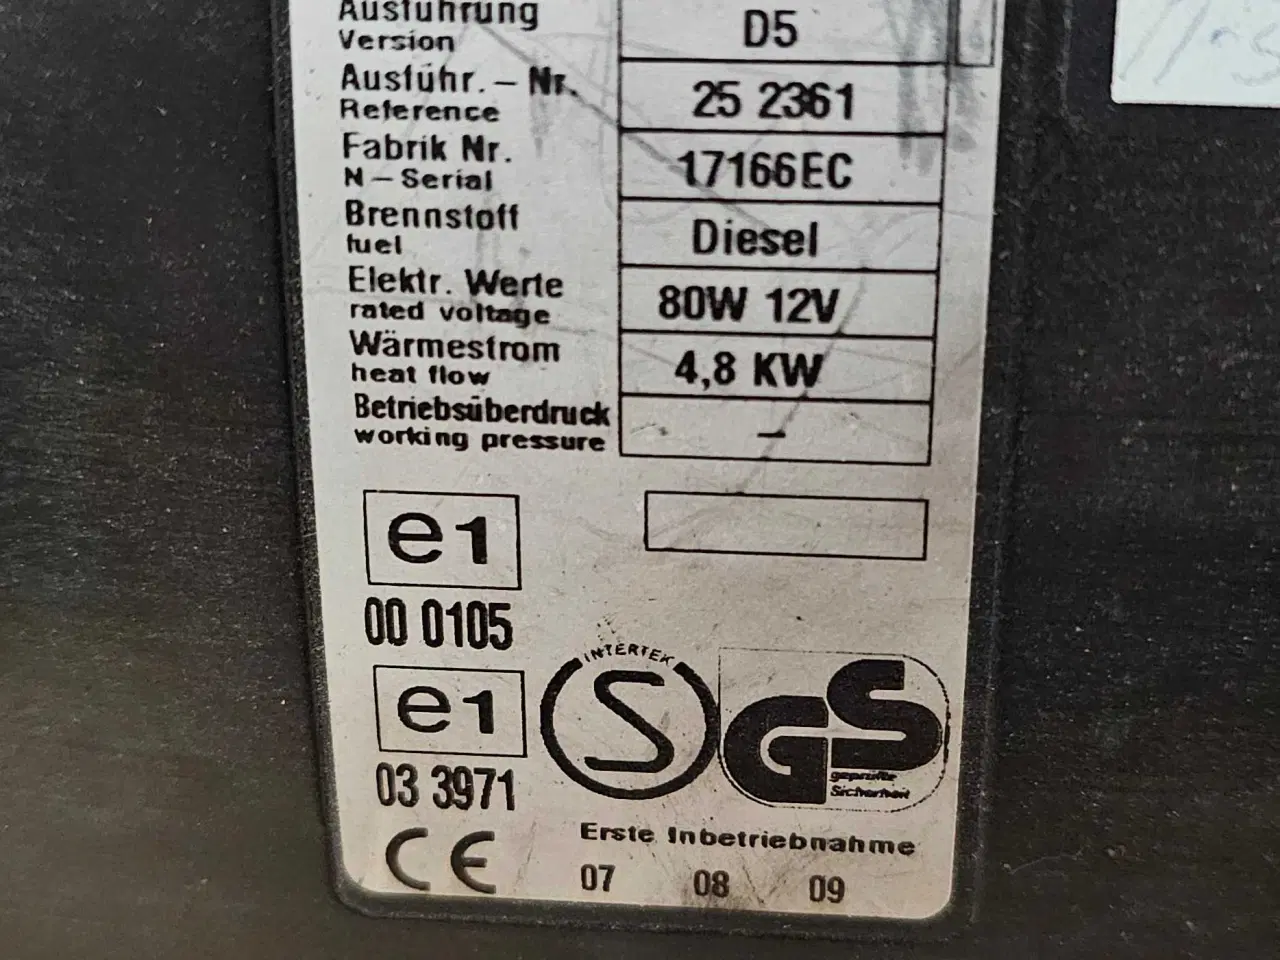 Ausführung D5
Version
Ausführ. – Nr. 25 2361
Reference
Fabrik Nr. 17166EC
N – Serial
Brennstoff Diesel
fuel
Elektr. Werte 80W 12V
rated voltage
Wärmestrom 4,8 KW
heat flow
Betriebsüberdruck –
working pressure
e1
00 0105
e1
03 3971
INTERTEK
S
GS
geprüfte
Sicherheit
CE
Erste Inbetriebnahme
07 08 09